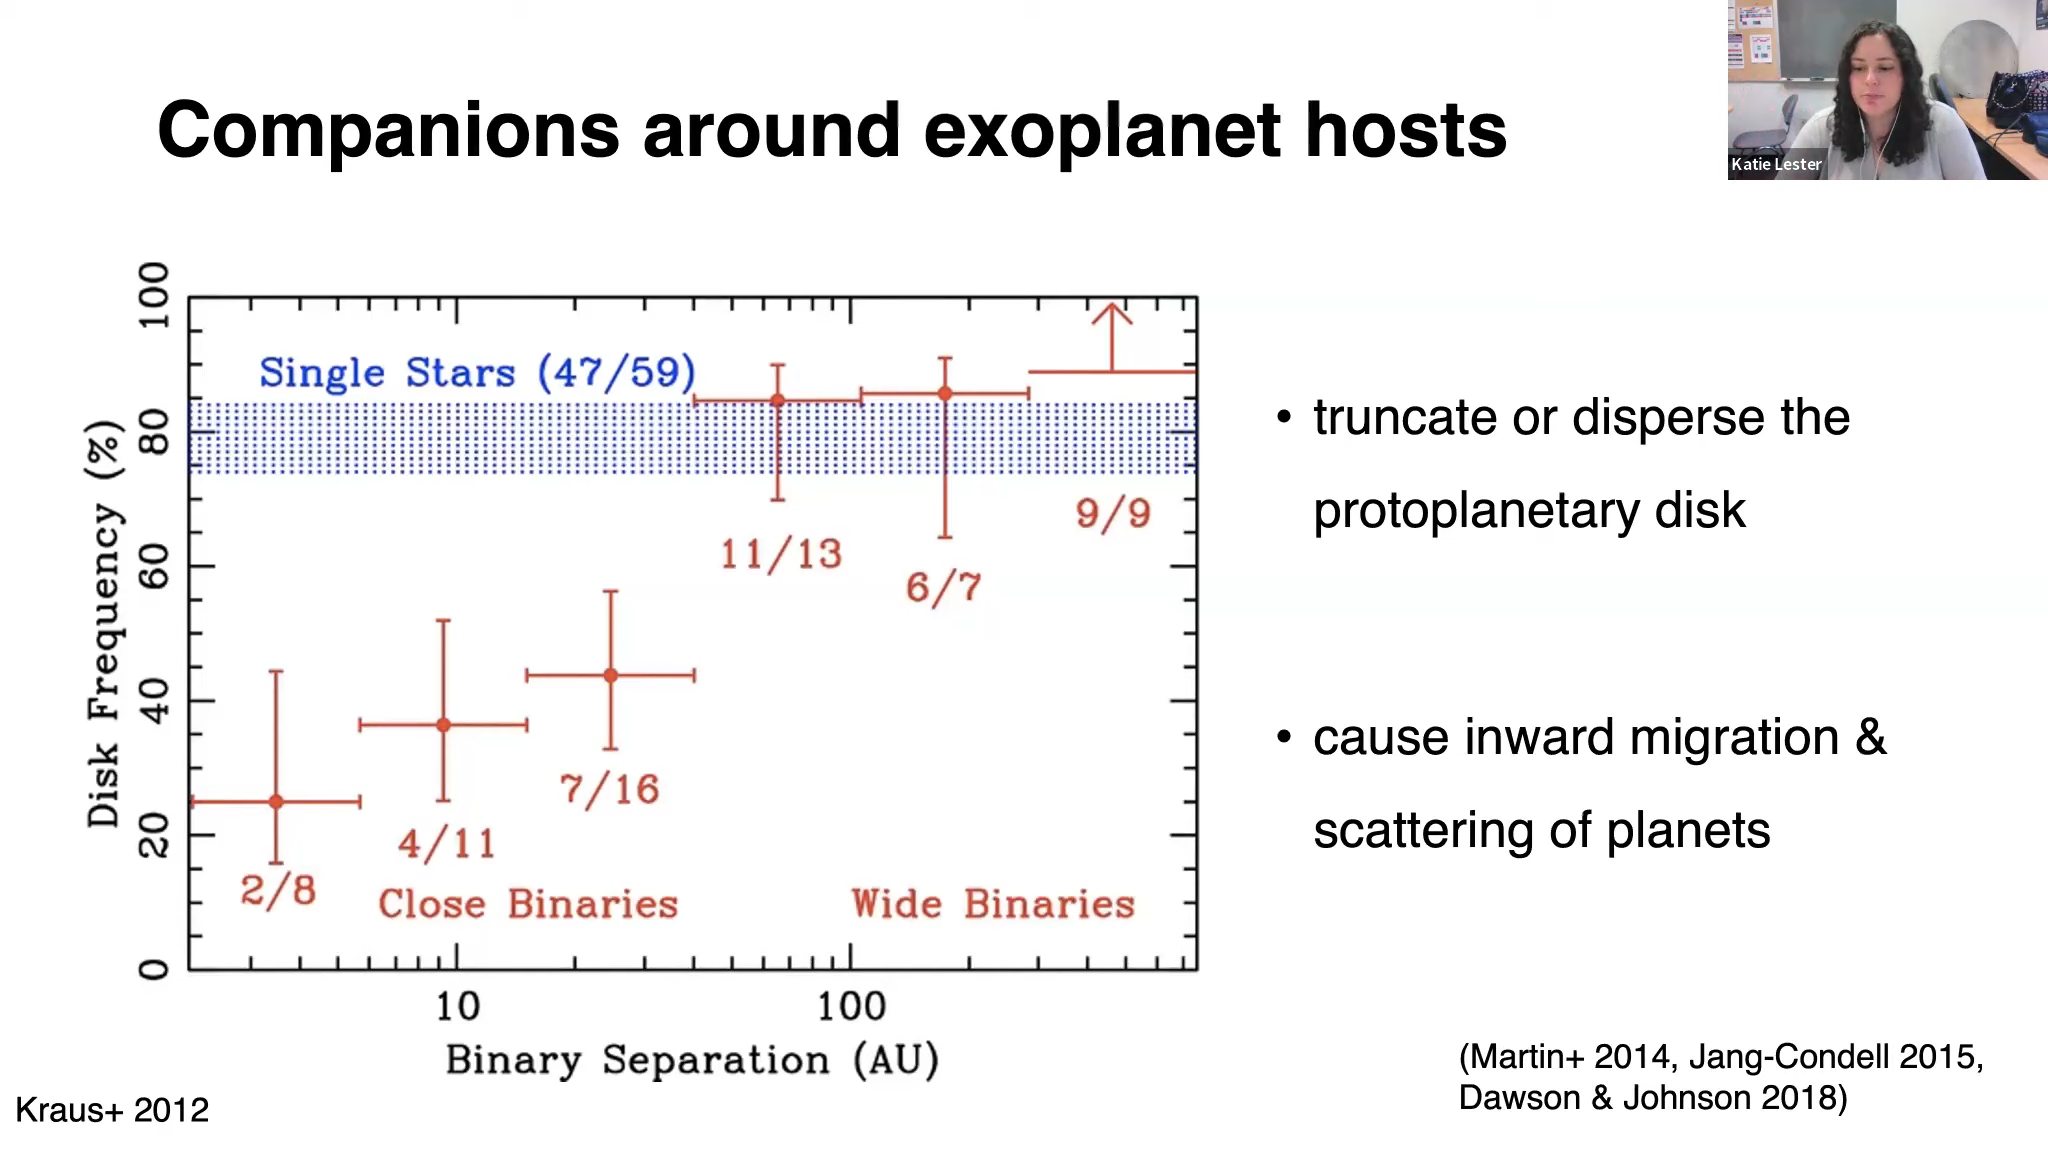 Companions around exoplanet hosts
Katie Lester
100
80
60
40
20
0
Disk Frequency (%)
Single Stars (47/59)
9/9
11/13
6/7
7/16
4/11
2/8
Close Binaries
Wide Binaries
10
100
Binary Separation (AU)
Kraus+ 2012
• truncate or disperse the
protoplanetary disk
• cause inward migration &
scattering of planets
(Martin+ 2014, Jang-Condell 2015,
Dawson & Johnson 2018)